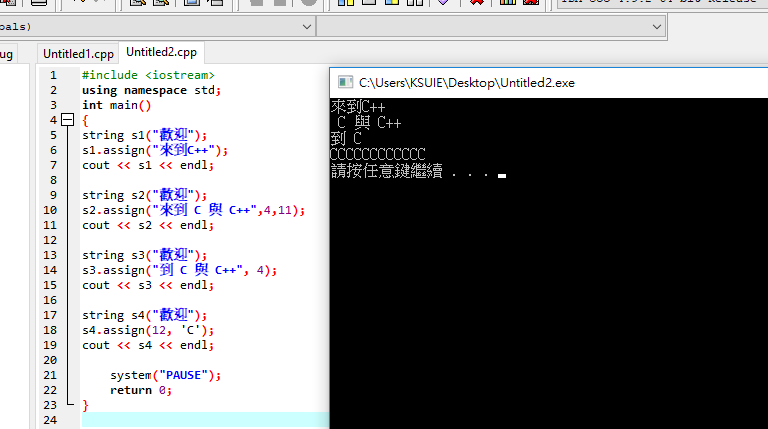 oals)
ug
Untitled1.cpp
Untitled2.cpp
1 #include <iostream>
2 using namespace std;
3 int main()
4 {
5 string s1("歡迎");
6 s1.assign("來到C++");
7 cout << s1 << endl;
8
9 string s2("歡迎");
10 s2.assign("來到 C 與 C++",4,11);
11 cout << s2 << endl;
12
13 string s3("歡迎");
14 s3.assign("到 C 與 C++", 4);
15 cout << s3 << endl;
16
17 string s4("歡迎");
18 s4.assign(12, 'C');
19 cout << s4 << endl;
20
21 system("PAUSE");
22 return 0;
23 }
24
C:\Users\KSUIE\Desktop\Untitled2.exe
來到C++
C 與 C++
到 C
CCCCCCCCCCCC
請按任意鍵繼續 . . .